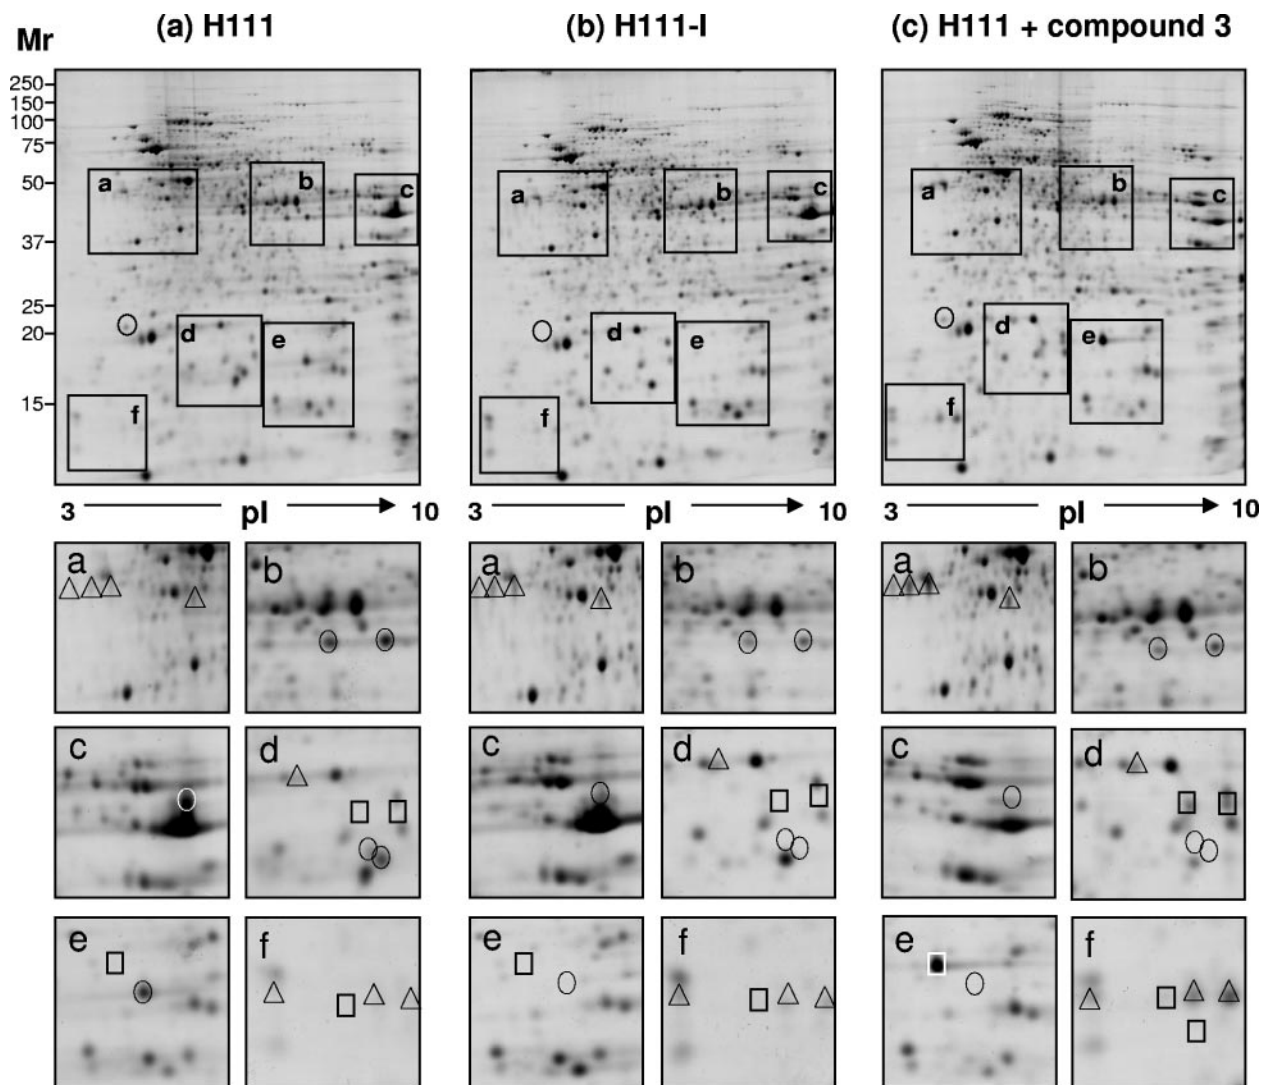 (a) H111 (b) H111-I (c) H111 + compound 3
Mr
250
150
100
75
50
37
25
20
15
a b c d e f
a b c d e f
a b c d e f
3 pI 10 3 pI 10 3 pI 10
a b a b a b
c d c d c d
e f e f e f